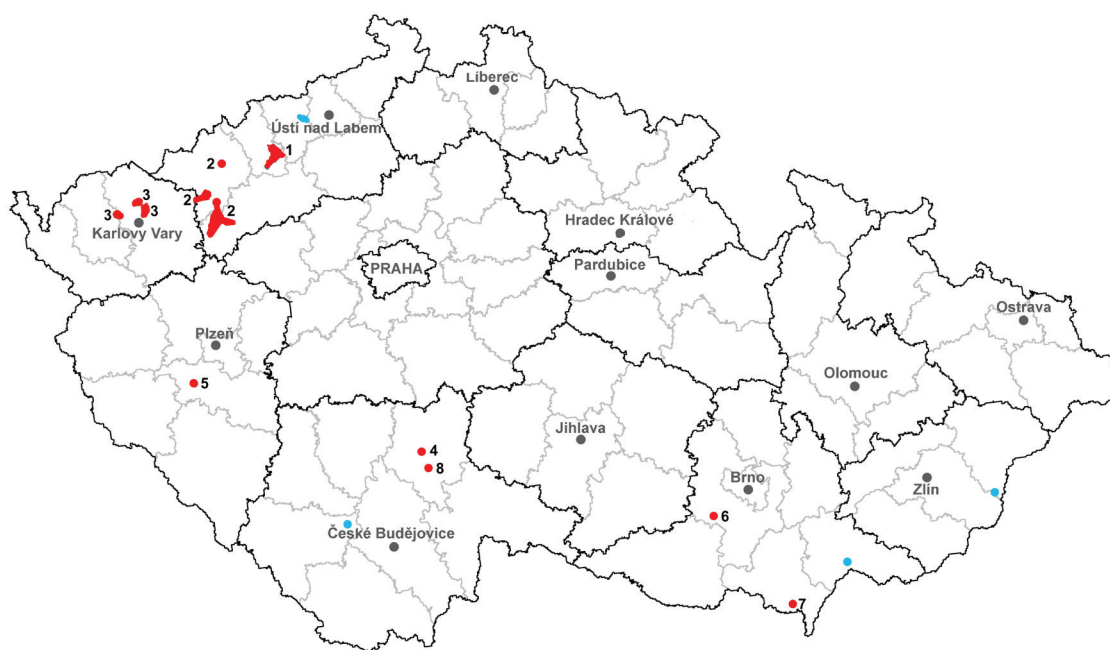 Liberec
Ústí nad Labem
1
2
3
3
3
2
2
Karlovy Vary
Hradec Králové
PRAHA
Pardubice
Ostrava
Plzeň
5
Olomouc
Jihlava
4
8
Brno
Zlín
6
České Budějovice
7